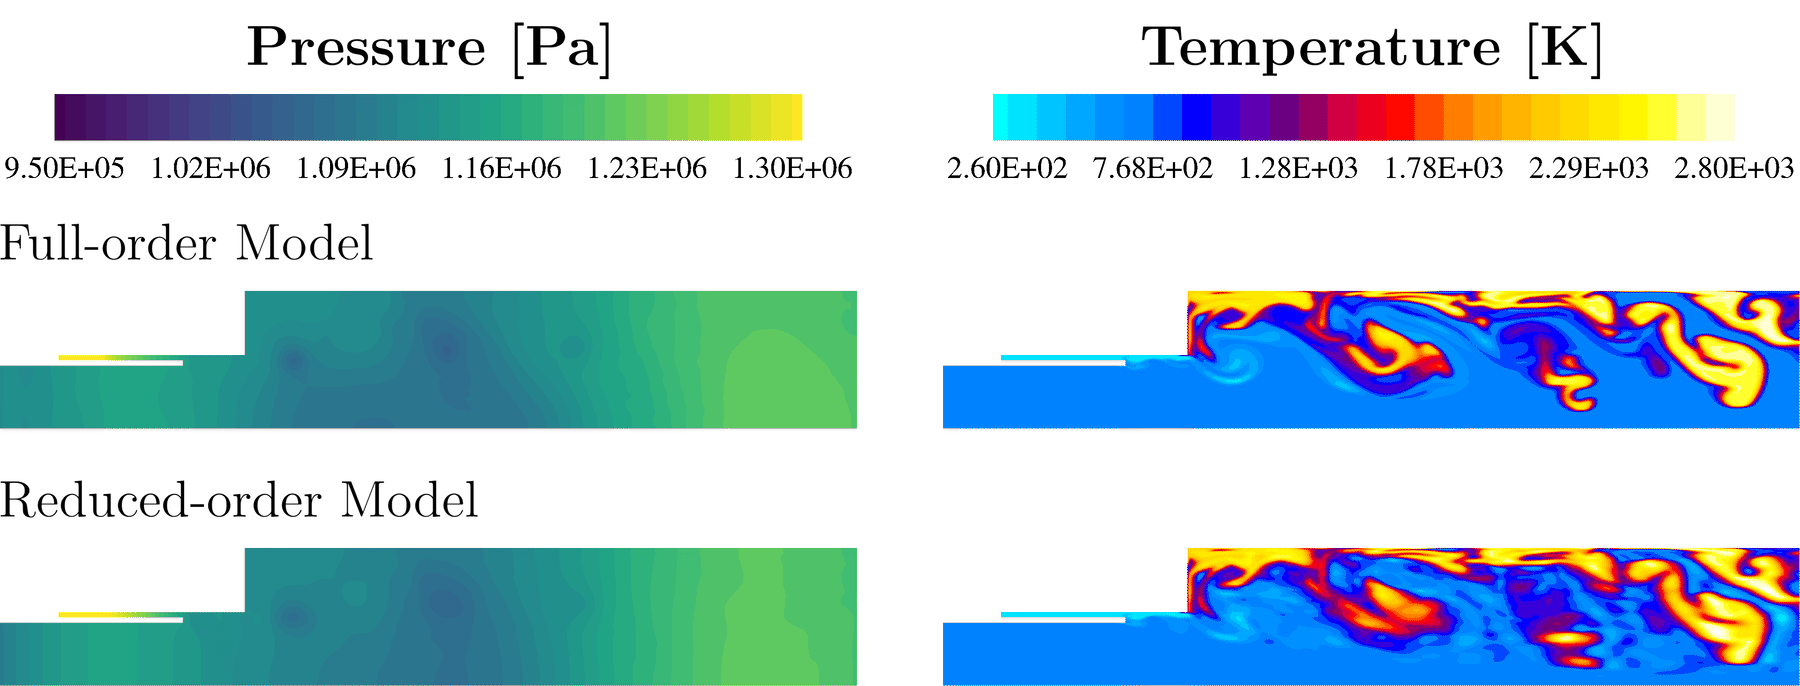 Pressure [Pa]
9.50E+05 1.02E+06 1.09E+06 1.16E+06 1.23E+06 1.30E+06
Temperature [K]
2.60E+02 7.68E+02 1.28E+03 1.78E+03 2.29E+03 2.80E+03
Full-order Model
Reduced-order Model